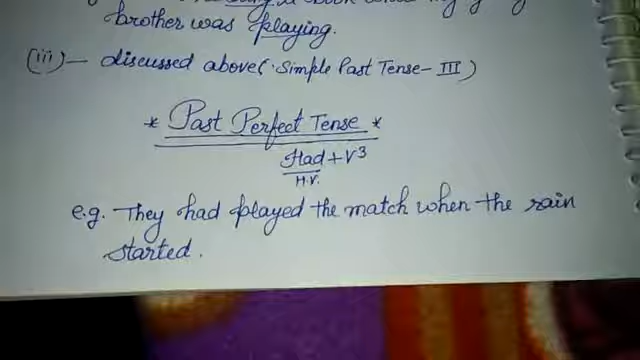 brother was playing.
(iii) — discussed above (Simple Past Tense - III)
* Past Perfect Tense *
Had + V³
H.V.
e.g. They had played the match when the rain
started.